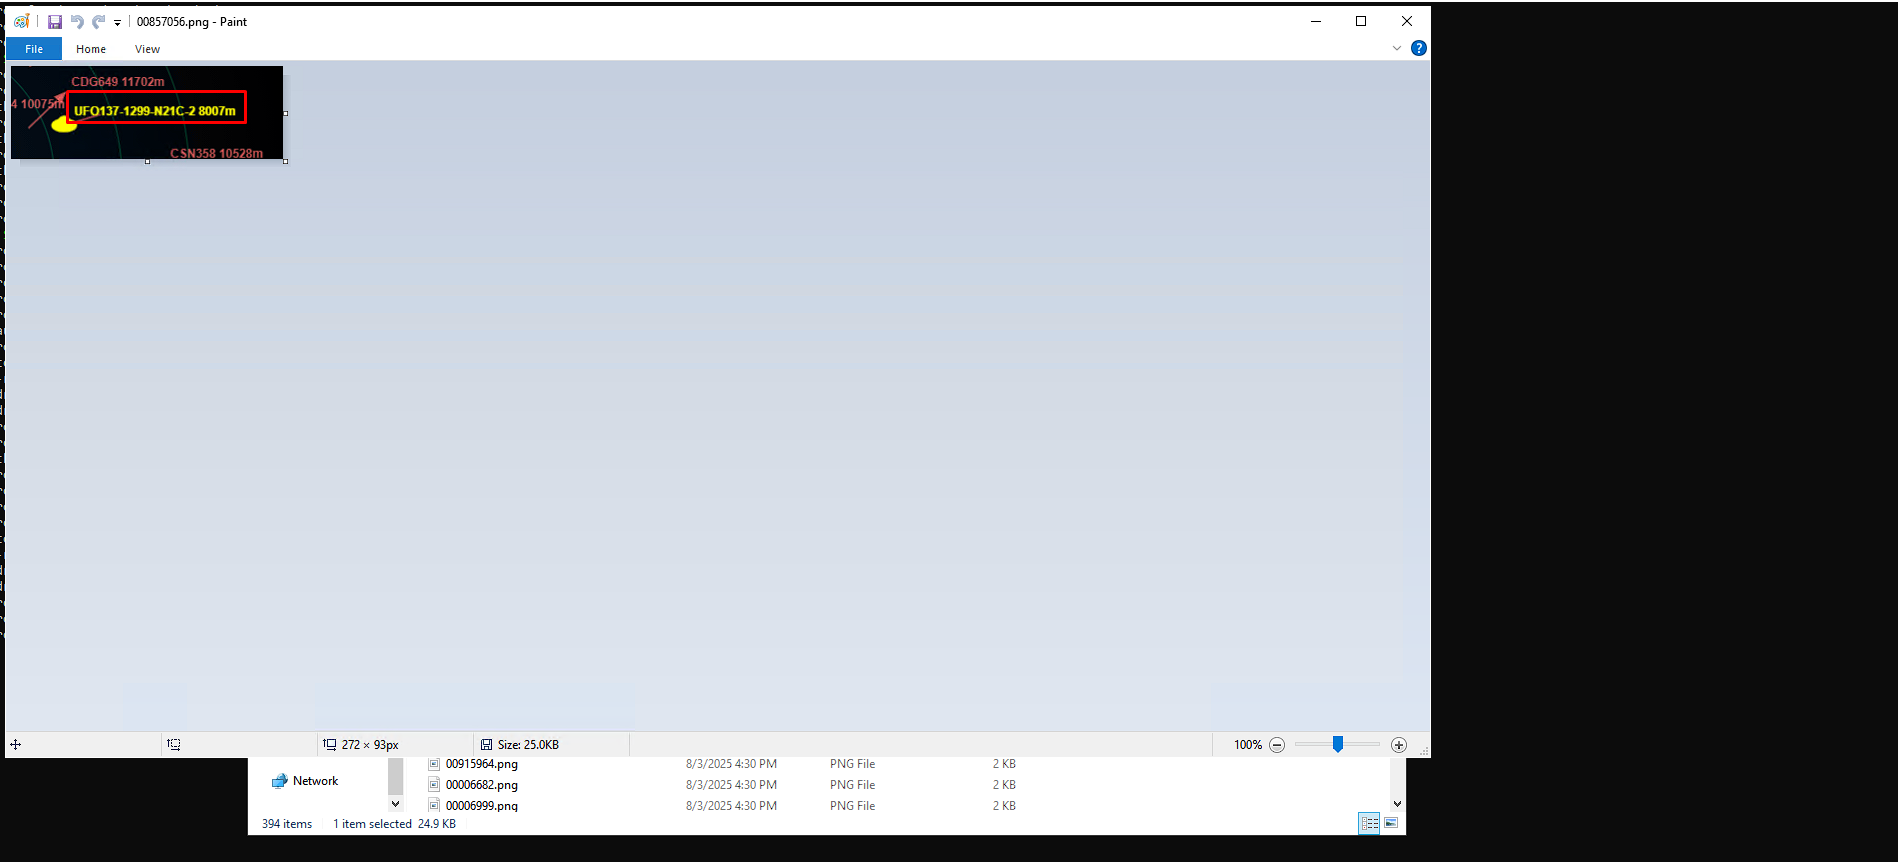 00857056.png - Paint
File Home View
CDG649 11702m
4 10075m
UFO137-1299-N21C-2 8007m
CSN358 10528m
272 × 93px Size: 25.0KB 100%
00915964.png 8/3/2025 4:30 PM PNG File 2 KB
Network
00006682.png 8/3/2025 4:30 PM PNG File 2 KB
00006999.png 8/3/2025 4:30 PM PNG File 2 KB
394 items 1 item selected 24.9 KB